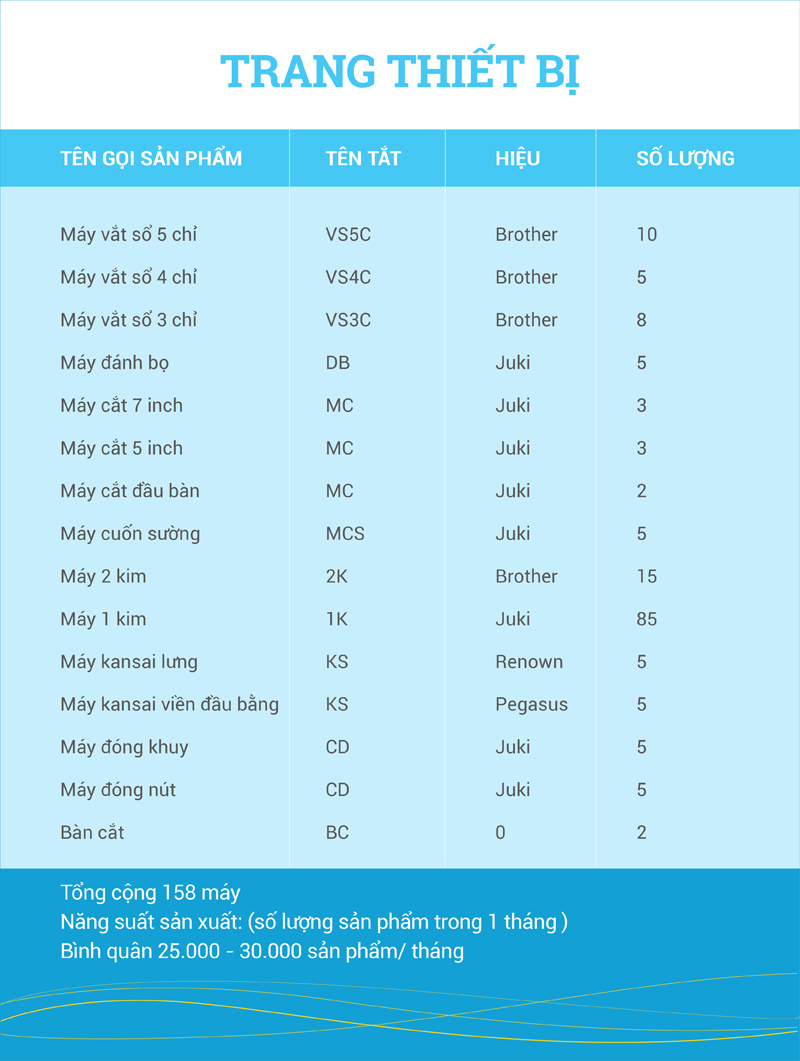 TRANG THIẾT BỊ
TÊN GỌI SẢN PHẨM TÊN TẮT HIỆU SỐ LƯỢNG
Máy vắt sổ 5 chỉ VS5C Brother 10
Máy vắt sổ 4 chỉ VS4C Brother 5
Máy vắt sổ 3 chỉ VS3C Brother 8
Máy đánh bọ DB Juki 5
Máy cắt 7 inch MC Juki 3
Máy cắt 5 inch MC Juki 3
Máy cắt đầu bàn MC Juki 2
Máy cuốn sường MCS Juki 5
Máy 2 kim 2K Brother 15
Máy 1 kim 1K Juki 85
Máy kansai lưng KS Renown 5
Máy kansai viền đầu bằng KS Pegasus 5
Máy đóng khuy CD Juki 5
Máy đóng nút CD Juki 5
Bàn cắt BC 0 2
Tổng cộng 158 máy
Năng suất sản xuất: (số lượng sản phẩm trong 1 tháng )
Bình quân 25.000 - 30.000 sản phẩm/ tháng